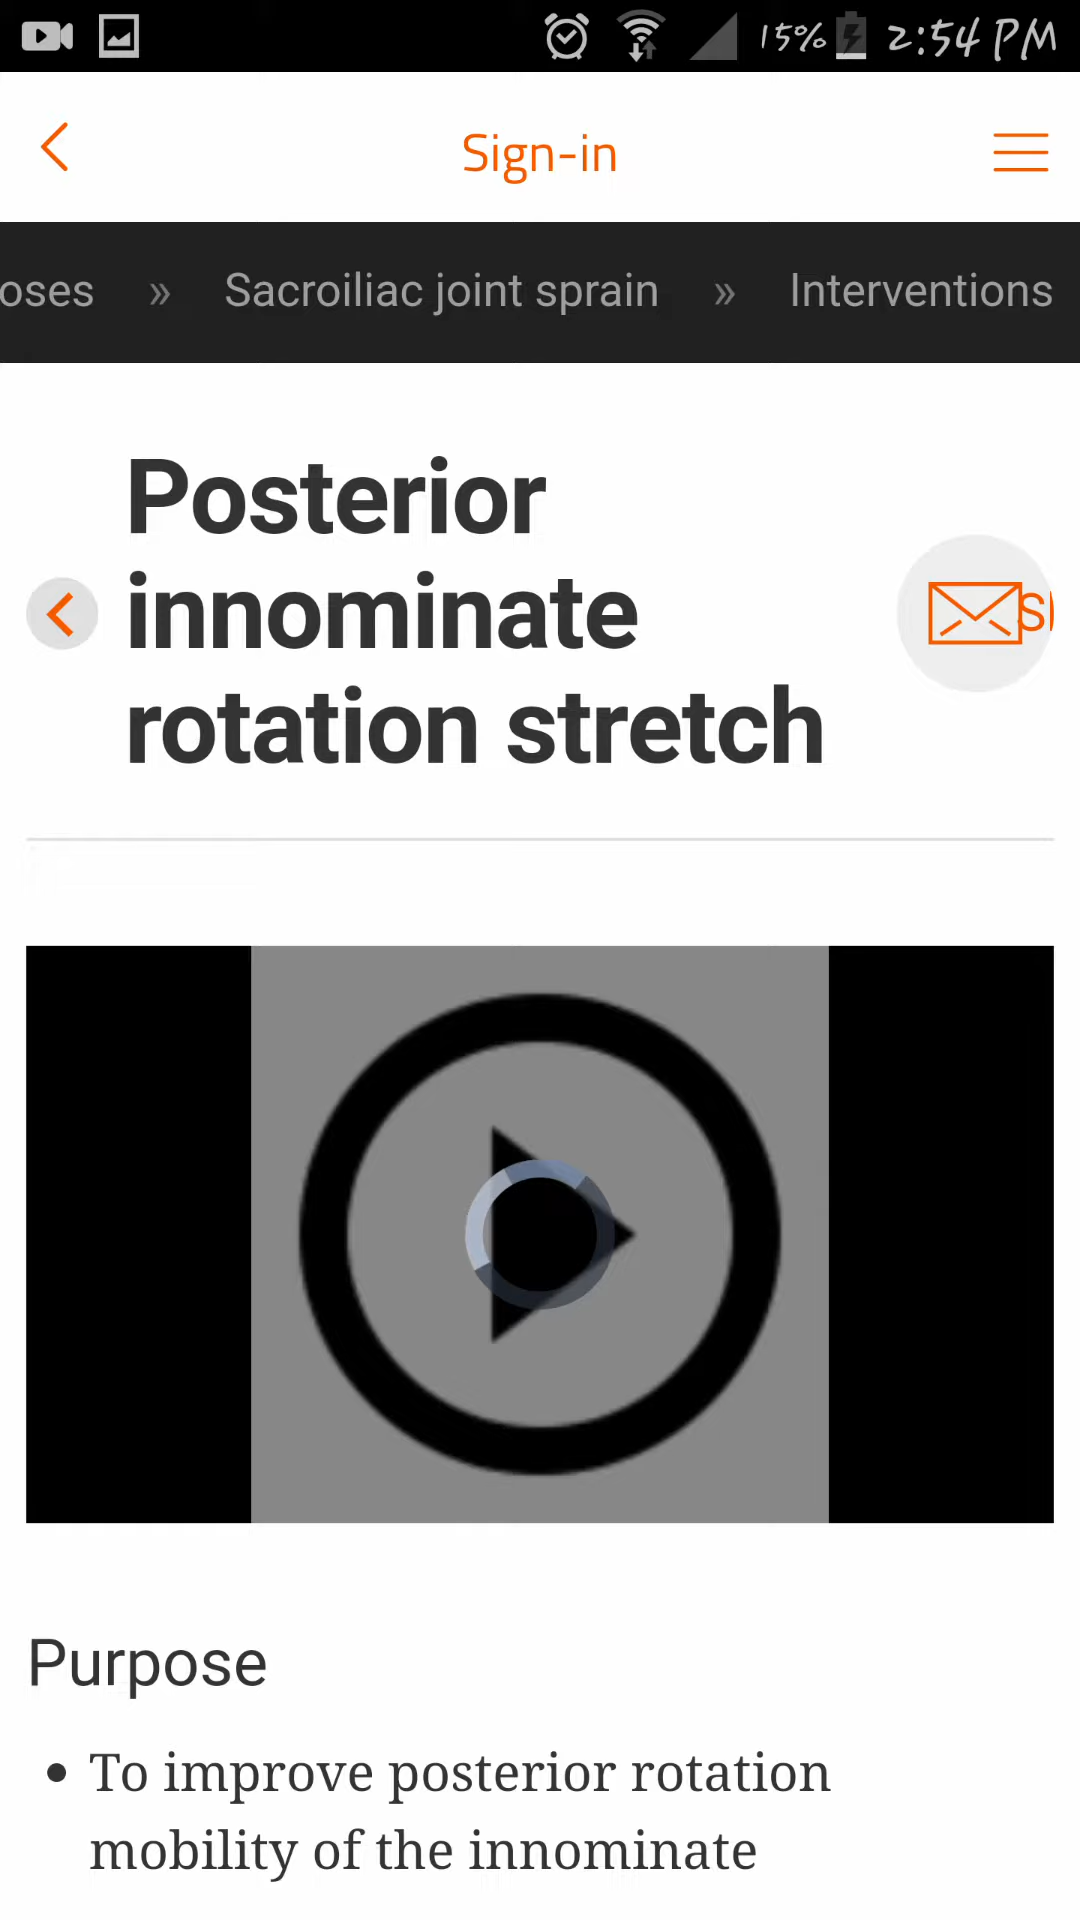 15% 2:54 PM
Sign-in
oses » Sacroiliac joint sprain » Interventions
Posterior
innominate
rotation stretch
Purpose
• To improve posterior rotation
mobility of the innominate